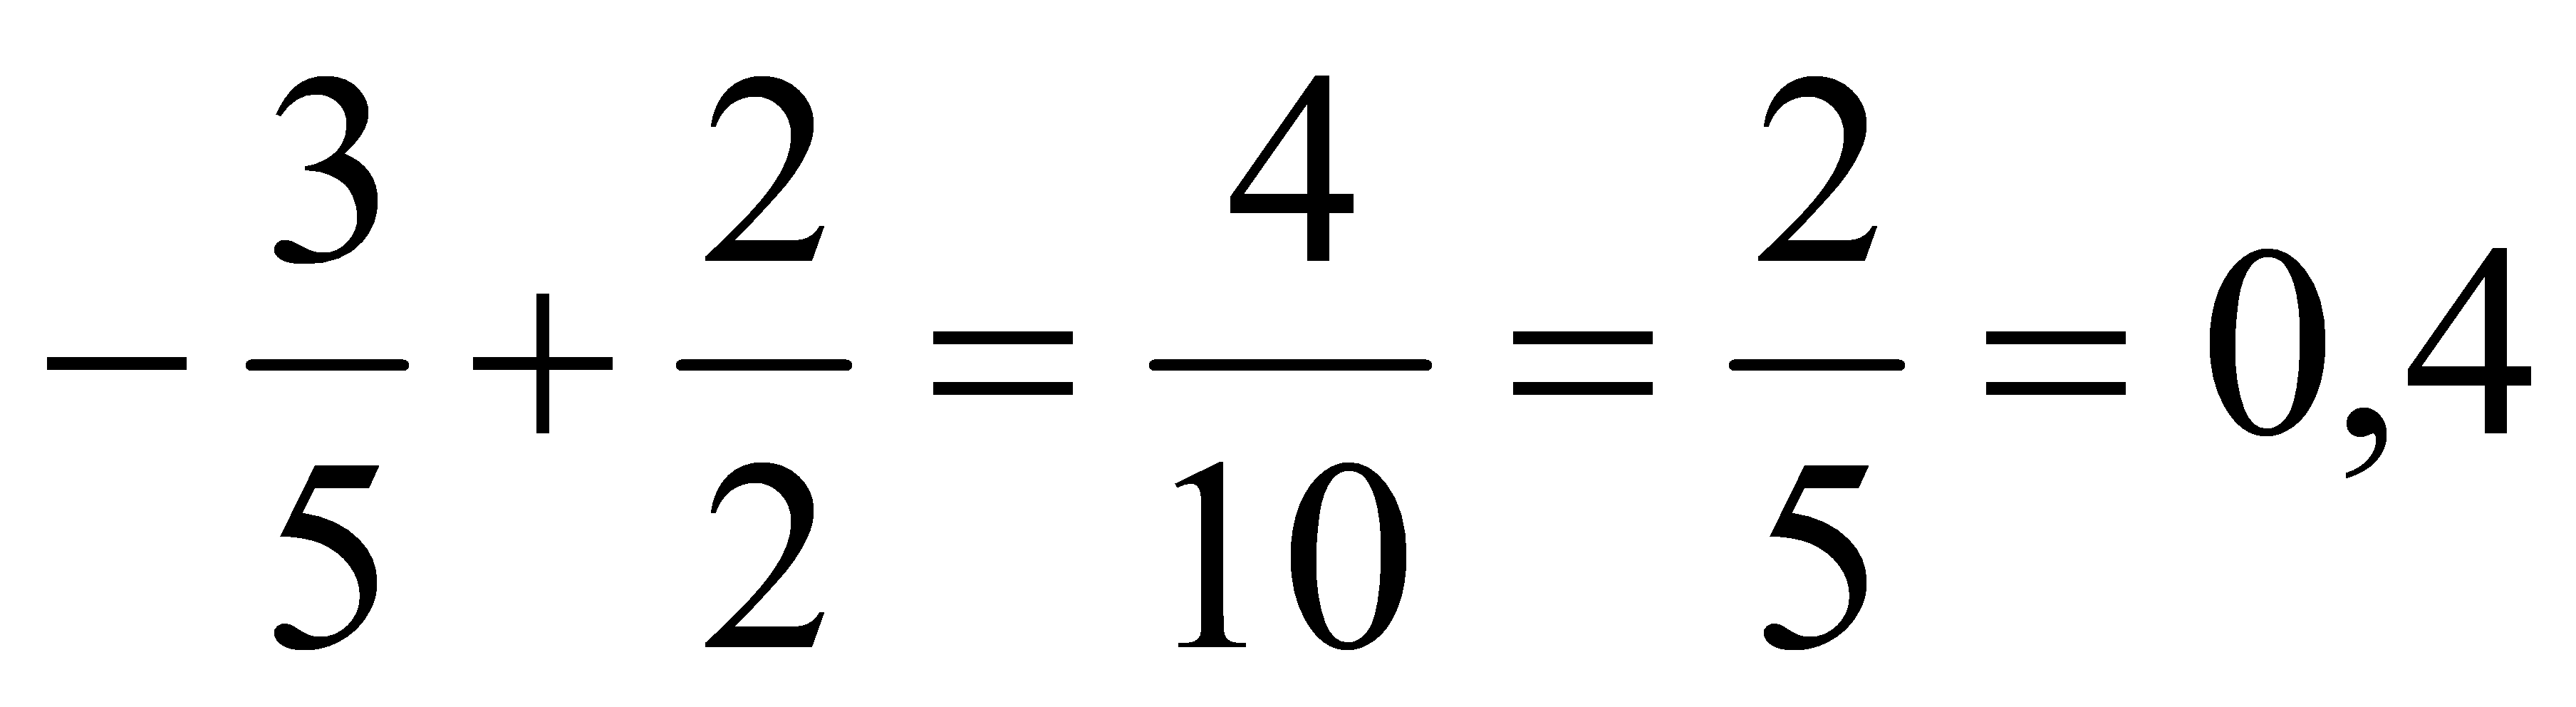 −3/5 + 2/2 = 4/10 = 2/5 = 0,4